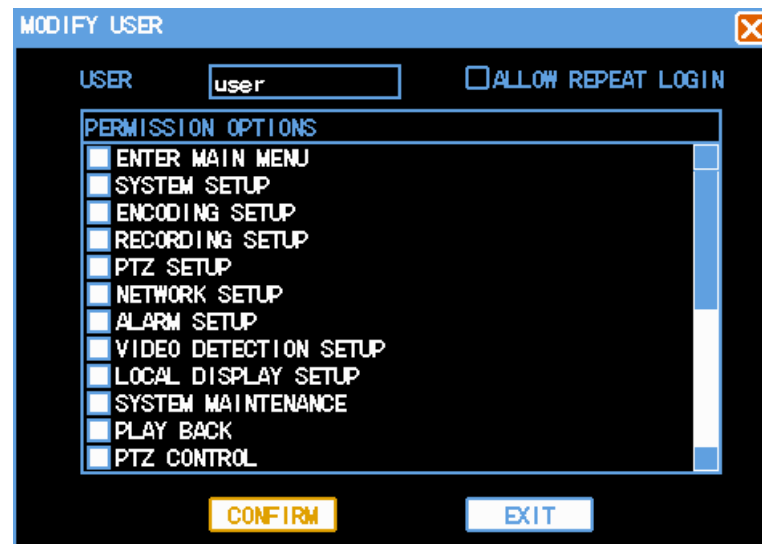 MODIFY USER
USER user ALLOW REPEAT LOGIN
PERMISSION OPTIONS
ENTER MAIN MENU
SYSTEM SETUP
ENCODING SETUP
RECORDING SETUP
PTZ SETUP
NETWORK SETUP
ALARM SETUP
VIDEO DETECTION SETUP
LOCAL DISPLAY SETUP
SYSTEM MAINTENANCE
PLAY BACK
PTZ CONTROL
CONFIRM EXIT